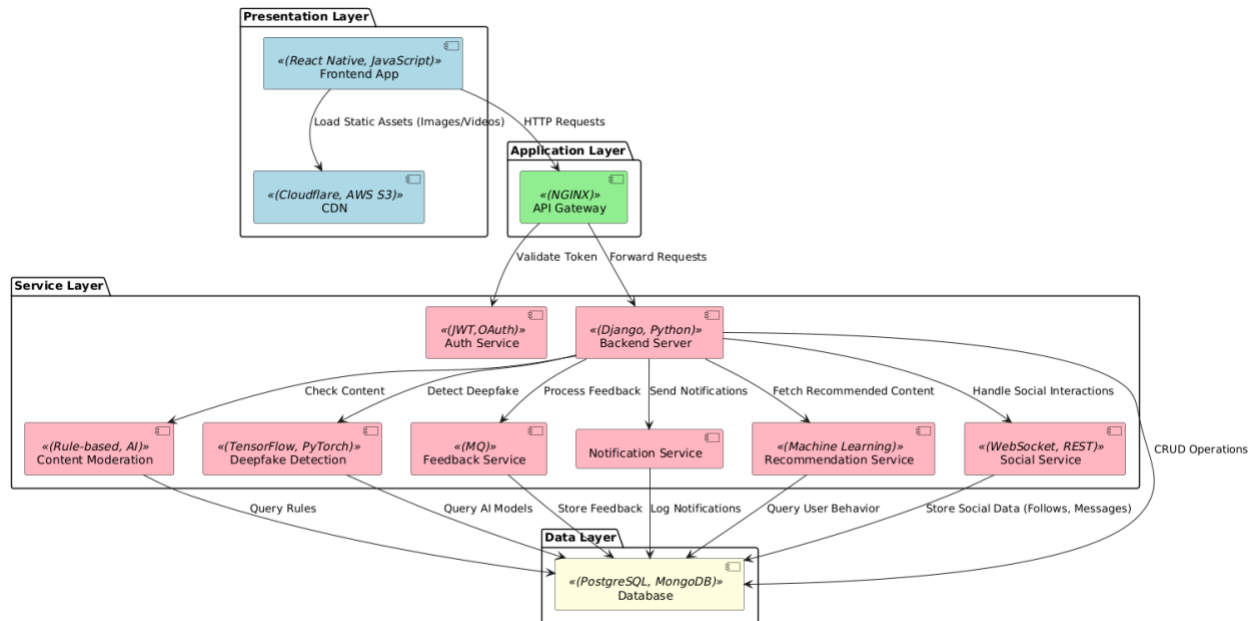 Presentation Layer
«(React Native, JavaScript)»
Frontend App
Load Static Assets (Images/Videos)
HTTP Requests
Application Layer
«(Cloudflare, AWS S3)»
CDN
«(NGINX)»
API Gateway
Validate Token
Forward Requests
Service Layer
«(JWT,OAuth)»
Auth Service
«(Django, Python)»
Backend Server
Check Content
Detect Deepfake
Process Feedback
Send Notifications
Fetch Recommended Content
Handle Social Interactions
«(Rule-based, AI)»
Content Moderation
«(TensorFlow, PyTorch)»
Deepfake Detection
«(MQ)»
Feedback Service
Notification Service
«(Machine Learning)»
Recommendation Service
«(WebSocket, REST)»
Social Service
CRUD Operations
Query Rules
Query AI Models
Store Feedback
Log Notifications
Query User Behavior
Store Social Data (Follows, Messages)
Data Layer
«(PostgreSQL, MongoDB)»
Database